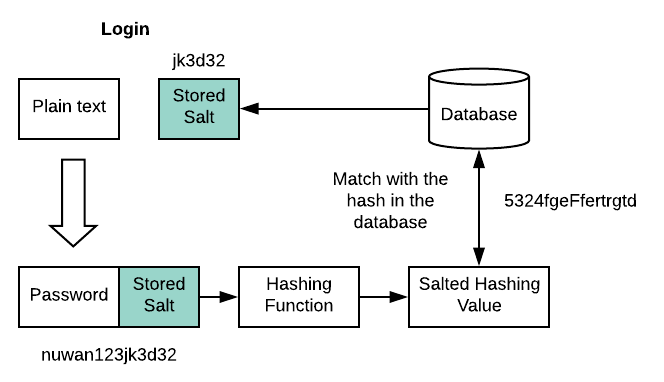 Login
jk3d32
Plain text
Stored
Salt
Database
Match with the
hash in the
database
5324fgeFfertrgtd
Password
Stored
Salt
Hashing
Function
Salted Hashing
Value
nuwan123jk3d32